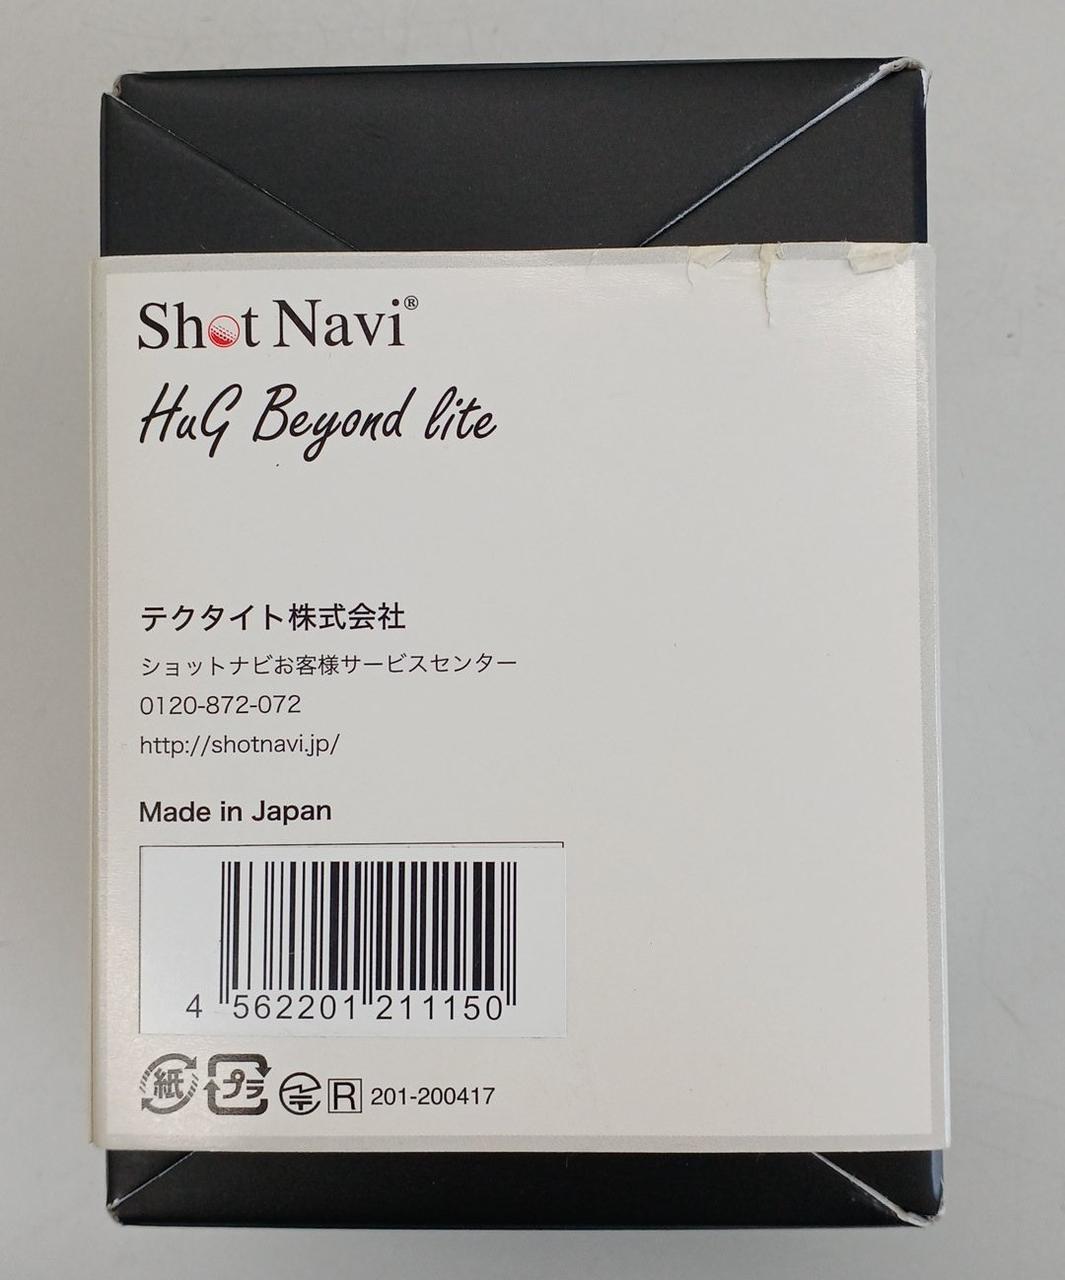 Shot Navi®
HuG Beyond lite
テクタイト株式会社
ショットナビお客様サービスセンター
0120-872-072
http://shotnavi.jp/
Made in Japan
4 562201 211150
紙 プラ R 201-200417